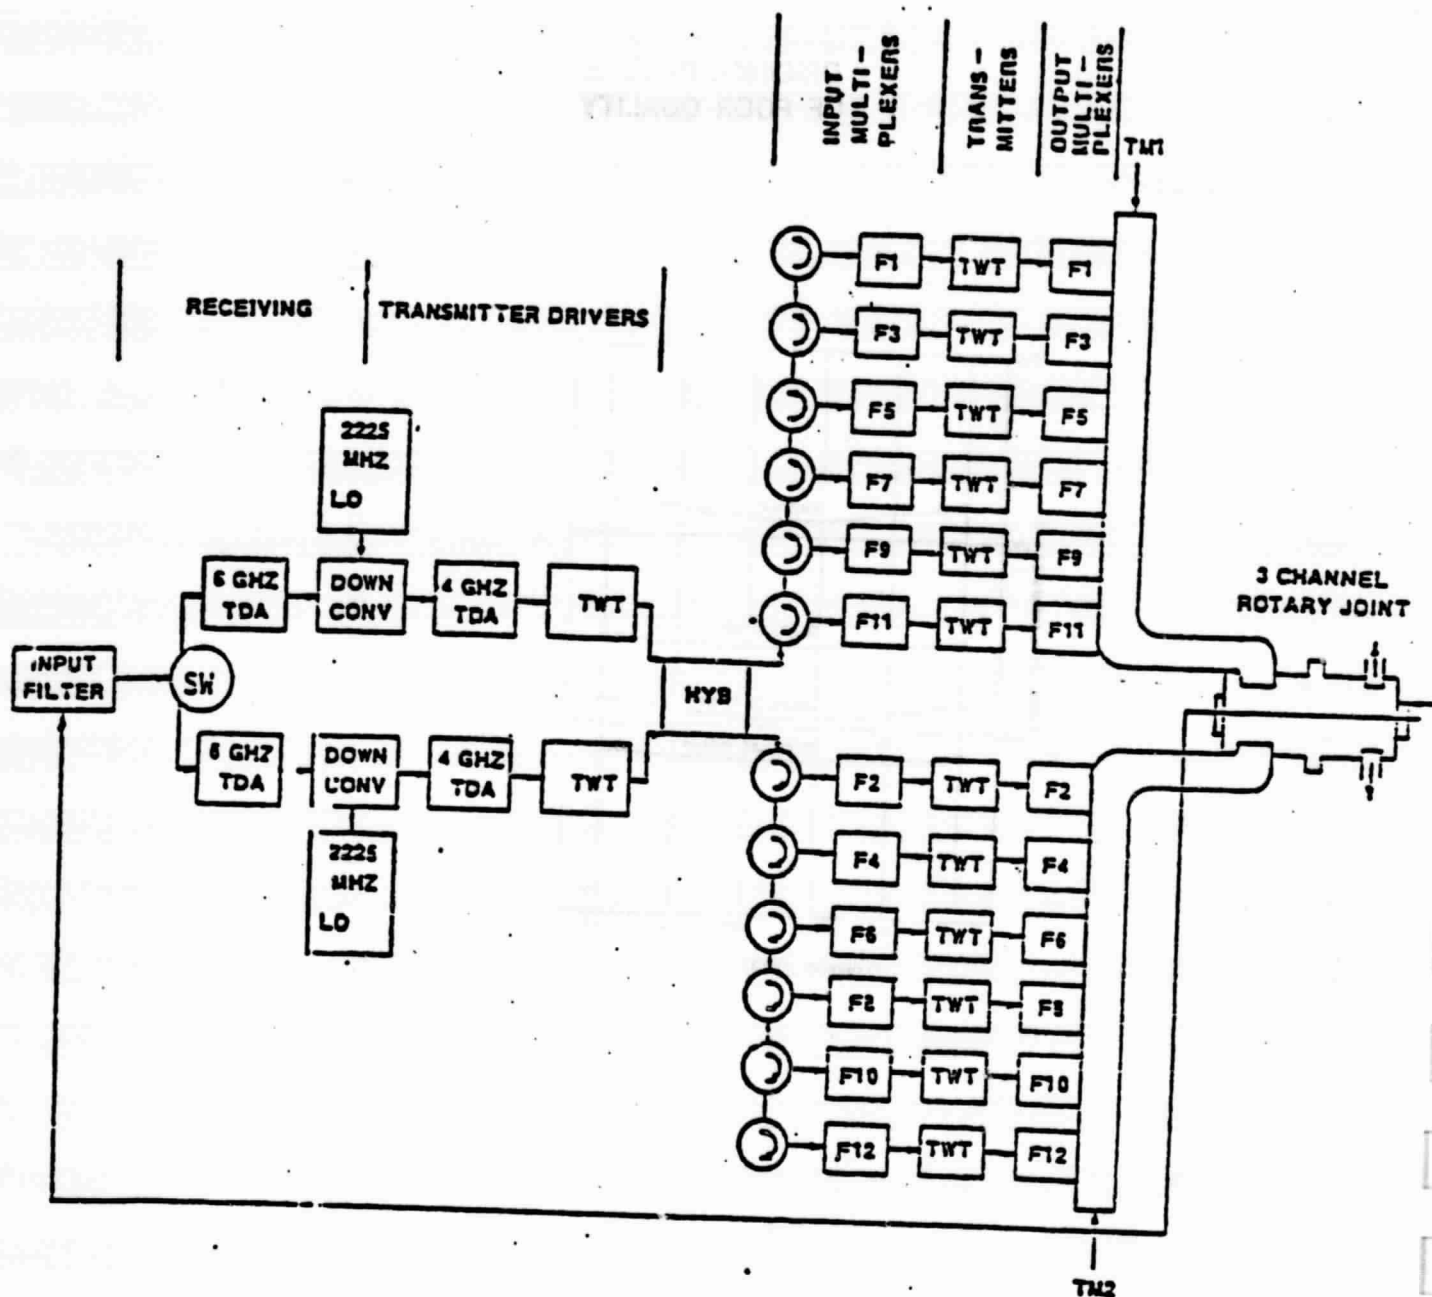 INPUT
MULTI-
PLEXERS
TRANS-
MITTERS
OUTPUT
MULTI-
PLEXERS
TM1
RECEIVING
TRANSMITTER DRIVERS
F1 TWT F1
F3 TWT F3
F5 TWT F5
F7 TWT F7
F9 TWT F9
F11 TWT F11
2225
MHZ
LO
6 GHZ
TDA
DOWN
CONV
4 GHZ
TDA
TWT
3 CHANNEL
ROTARY JOINT
INPUT
FILTER
SW
HYB
6 GHZ
TDA
DOWN
CONV
4 GHZ
TDA
TWT
2225
MHZ
LO
F2 TWT F2
F4 TWT F4
F6 TWT F6
F8 TWT F8
F10 TWT F10
F12 TWT F12
TM2